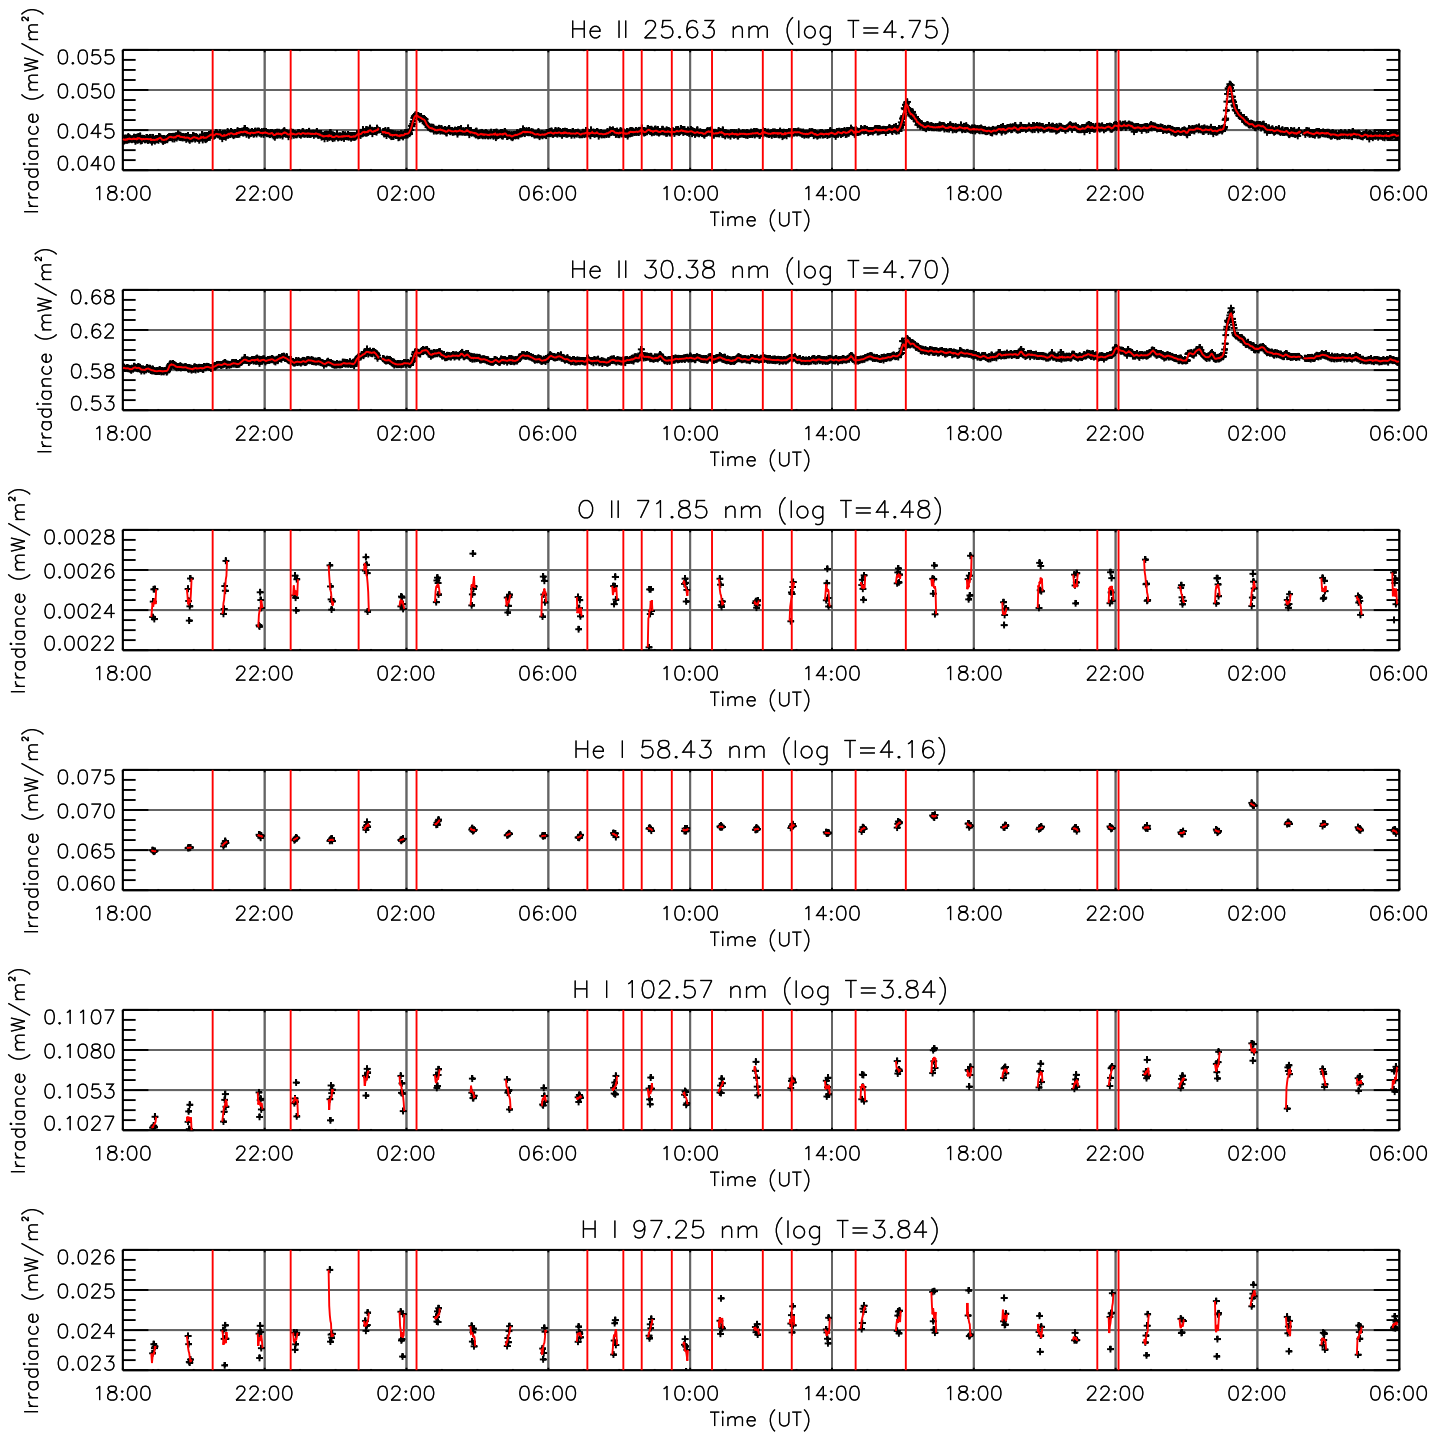 He II 25.63 nm (log T=4.75)
Irradiance (mW/m²)
0.055
0.050
0.045
0.040
18:00 22:00 02:00 06:00 10:00 14:00 18:00 22:00 02:00 06:00
Time (UT)
He II 30.38 nm (log T=4.70)
Irradiance (mW/m²)
0.68
0.62
0.58
0.53
18:00 22:00 02:00 06:00 10:00 14:00 18:00 22:00 02:00 06:00
Time (UT)
O II 71.85 nm (log T=4.48)
Irradiance (mW/m²)
0.0028
0.0026
0.0024
0.0022
18:00 22:00 02:00 06:00 10:00 14:00 18:00 22:00 02:00 06:00
Time (UT)
He I 58.43 nm (log T=4.16)
Irradiance (mW/m²)
0.075
0.070
0.065
0.060
18:00 22:00 02:00 06:00 10:00 14:00 18:00 22:00 02:00 06:00
Time (UT)
H I 102.57 nm (log T=3.84)
Irradiance (mW/m²)
0.1107
0.1080
0.1053
0.1027
18:00 22:00 02:00 06:00 10:00 14:00 18:00 22:00 02:00 06:00
Time (UT)
H I 97.25 nm (log T=3.84)
Irradiance (mW/m²)
0.026
0.025
0.024
0.023
18:00 22:00 02:00 06:00 10:00 14:00 18:00 22:00 02:00 06:00
Time (UT)